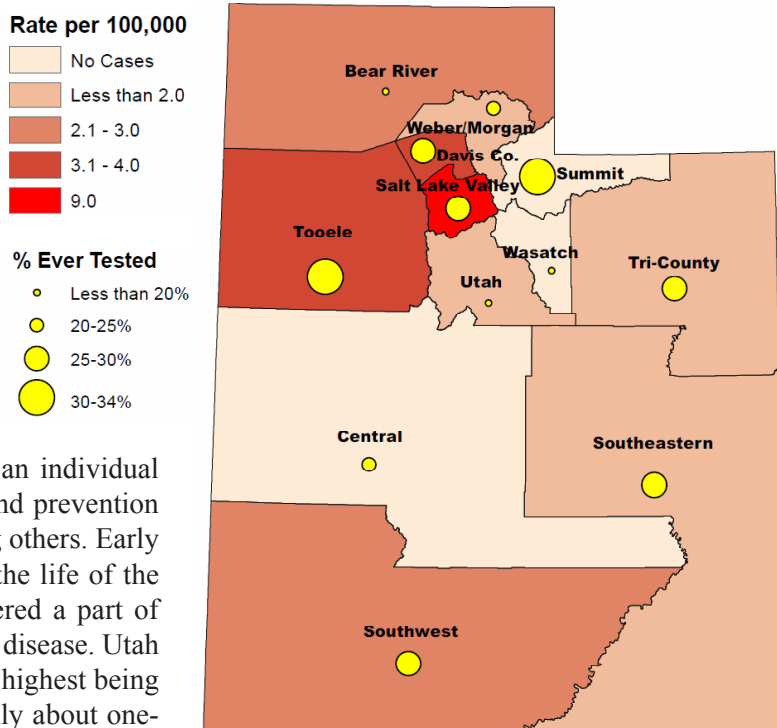 Rate per 100,000
No Cases
Less than 2.0
2.1 - 3.0
3.1 - 4.0
9.0
% Ever Tested
Less than 20%
20-25%
25-30%
30-34%
Bear River
Weber/Morgan
Davis Co.
Summit
Salt Lake Valley
Tooele
Wasatch
Utah
Tri-County
Central
Southeastern
Southwest
an individual
nd prevention
g others. Early
the life of the
ered a part of
disease. Utah
highest being
ly about one-